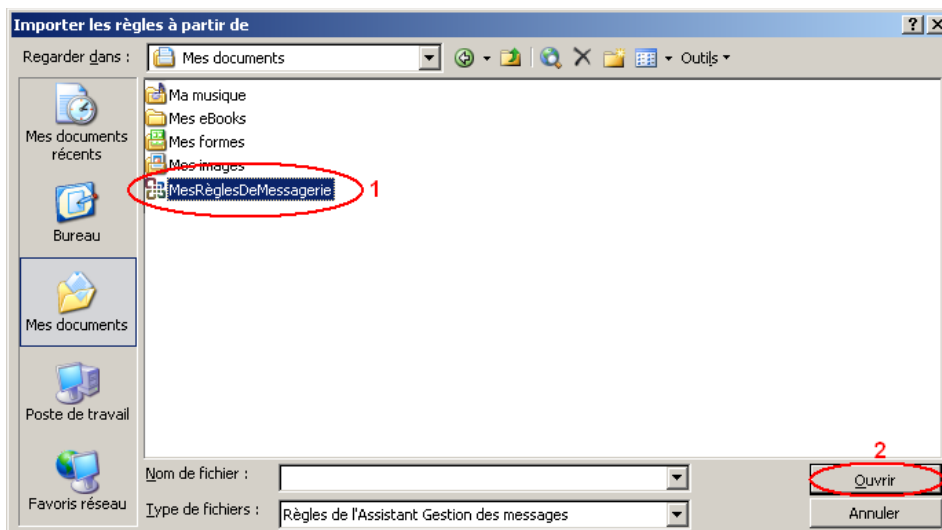 Importer les règles à partir de
Regarder dans :
Mes documents
Outils
Mes documents
récents
Bureau
Mes documents
Poste de travail
Favoris réseau
Ma musique
Mes eBooks
Mes formes
Mes images
MesRèglesDeMessagerie
1
2
Nom de fichier :
Ouvrir
Type de fichiers :
Règles de l'Assistant Gestion des messages
Annuler